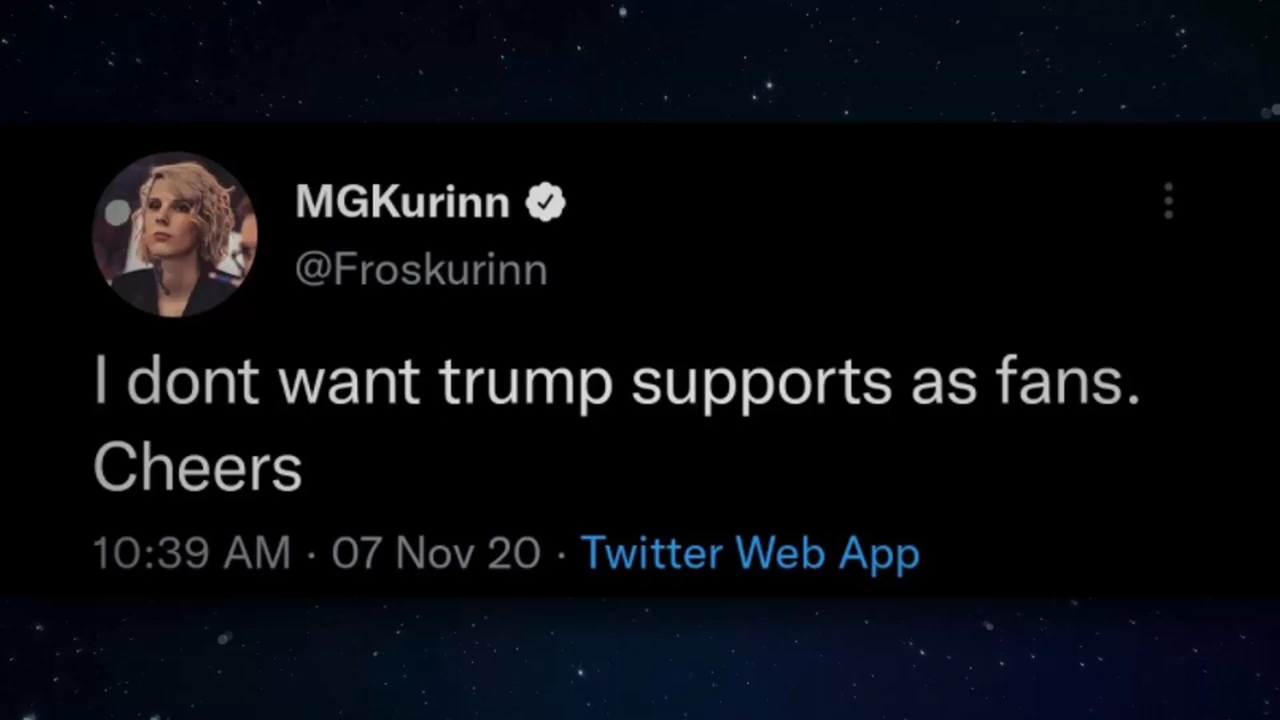 MGKurinn
@Froskurinn
I dont want trump supports as fans.
Cheers
10:39 AM · 07 Nov 20 · Twitter Web App